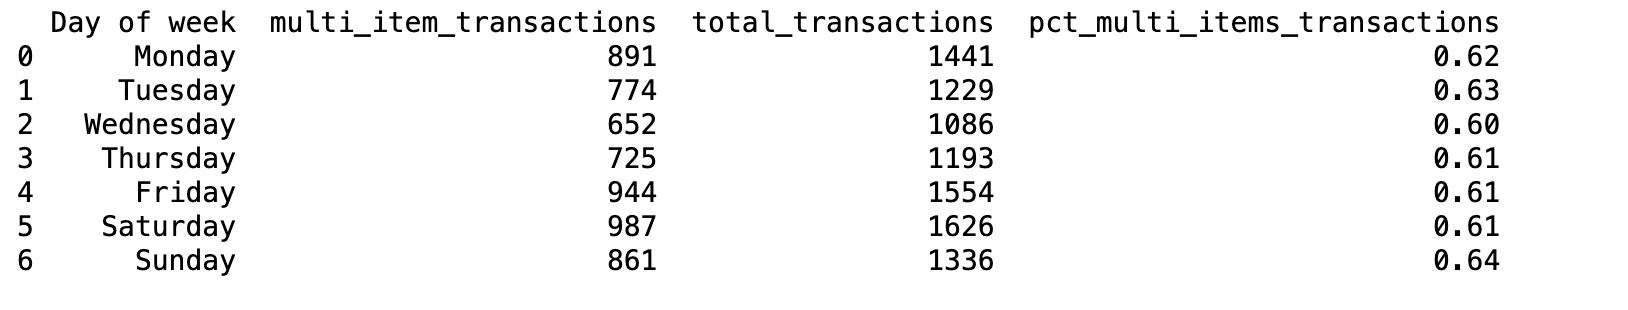 Day of week multi_item_transactions total_transactions pct_multi_items_transactions
0 Monday 891 1441 0.62
1 Tuesday 774 1229 0.63
2 Wednesday 652 1086 0.60
3 Thursday 725 1193 0.61
4 Friday 944 1554 0.61
5 Saturday 987 1626 0.61
6 Sunday 861 1336 0.64